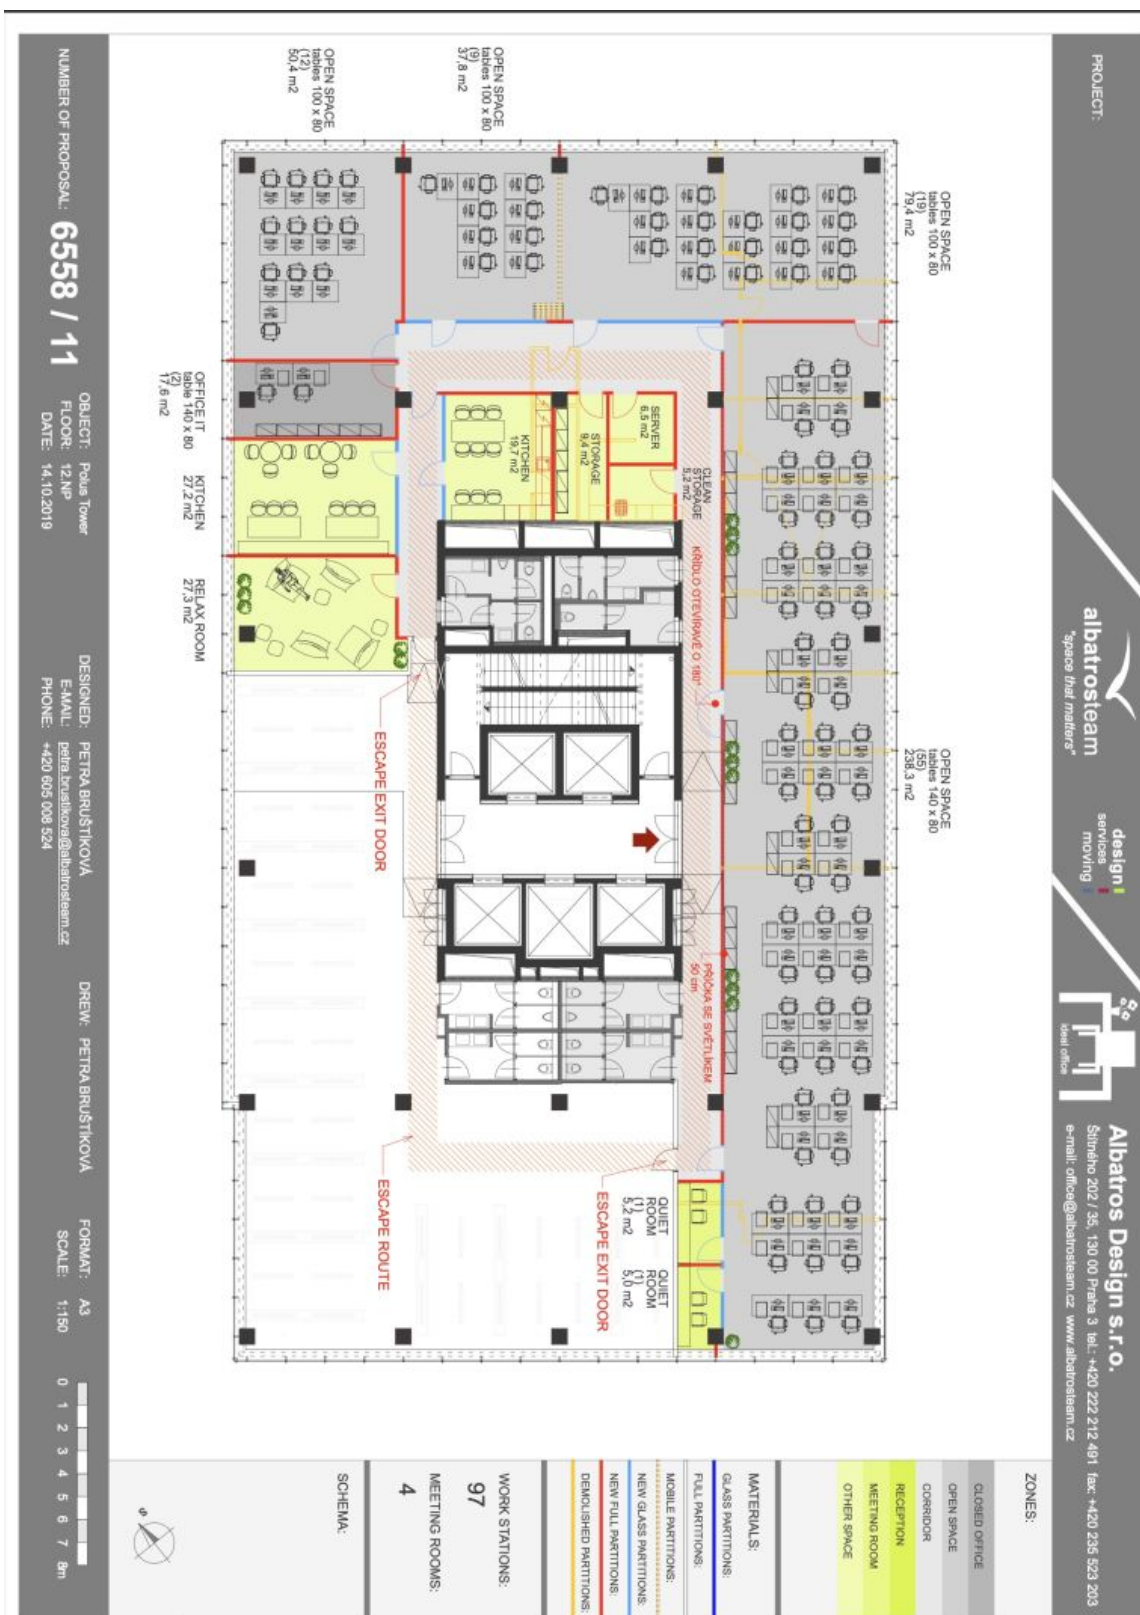 PROJECT:
albatrosteam
"space that matters"
design
services
moving
ideal office
Albatros Design s.r.o.
Štítného 202 / 35, 130 00 Praha 3 tel.: +420 222 212 491 fax: +420 235 523 203
e-mail: office@albatrosteam.cz www.albatrosteam.cz
OPEN SPACE
tables 100 x 80
(19)
79,4 m2
OPEN SPACE
tables 140 x 80
(55)
238,3 m2
OPEN SPACE
tables 100 x 80
(9)
37,8 m2
OPEN SPACE
tables 100 x 80
(12)
50,4 m2
SERVER
6,5 m2
CLEAN
STORAGE
5,2 m2
STORAGE
9,4 m2
KITCHEN
19,7 m2
KŘÍDLO OTEVÍRAVÉ O 180°
PŘÍČKA SE SVĚTLÍKEM
50 cm
QUIET
ROOM
(1)
5,2 m2
QUIET
ROOM
(1)
5,0 m2
ESCAPE EXIT DOOR
ESCAPE EXIT DOOR
ESCAPE ROUTE
OFFICE IT
table 140 x 80
(2)
17,6 m2
KITCHEN
27,2 m2
RELAX ROOM
27,3 m2
ZONES:
CLOSED OFFICE
OPEN SPACE
CORRIDOR
RECEPTION
MEETING ROOM
OTHER SPACE
MATERIALS:
GLASS PARTITIONS:
FULL PARTITIONS:
MOBILE PARTITIONS:
NEW GLASS PARTITIONS:
NEW FULL PARTITIONS:
DEMOLISHED PARTITIONS:
WORK STATIONS:
97
MEETING ROOMS:
4
SCHEMA:
S
NUMBER OF PROPOSAL: 6558 / 11
OBJECT: Polus Tower
FLOOR: 12.NP
DATE: 14.10.2019
DESIGNED: PETRA BRUŠTÍKOVÁ
E-MAIL: petra.brustikova@albatrosteam.cz
PHONE: +420 605 008 524
DREW: PETRA BRUŠTÍKOVÁ
FORMAT: A3
SCALE: 1:150
0 1 2 3 4 5 6 7 8m